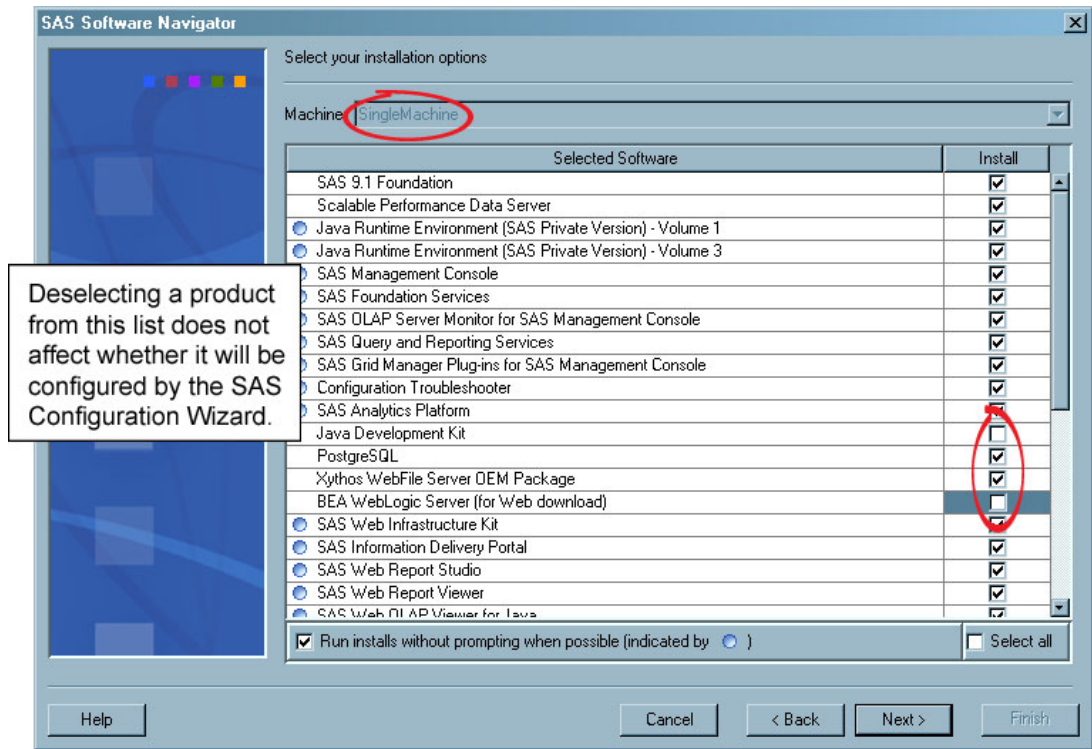 SAS Software Navigator
Select your installation options
Machine SingleMachine
Selected Software Install
SAS 9.1 Foundation
Scalable Performance Data Server
Java Runtime Environment (SAS Private Version) - Volume 1
Java Runtime Environment (SAS Private Version) - Volume 3
SAS Management Console
SAS Foundation Services
SAS OLAP Server Monitor for SAS Management Console
SAS Query and Reporting Services
SAS Grid Manager Plug-ins for SAS Management Console
Configuration Troubleshooter
SAS Analytics Platform
Java Development Kit
PostgreSQL
Xythos WebFile Server OEM Package
BEA WebLogic Server (for Web download)
SAS Web Infrastructure Kit
SAS Information Delivery Portal
SAS Web Report Studio
SAS Web Report Viewer
SAS Web OLAP Viewer for Java
Deselecting a product
from this list does not
affect whether it will be
configured by the SAS
Configuration Wizard.
Run installs without prompting when possible (indicated by )
Select all
Help Cancel < Back Next > Finish